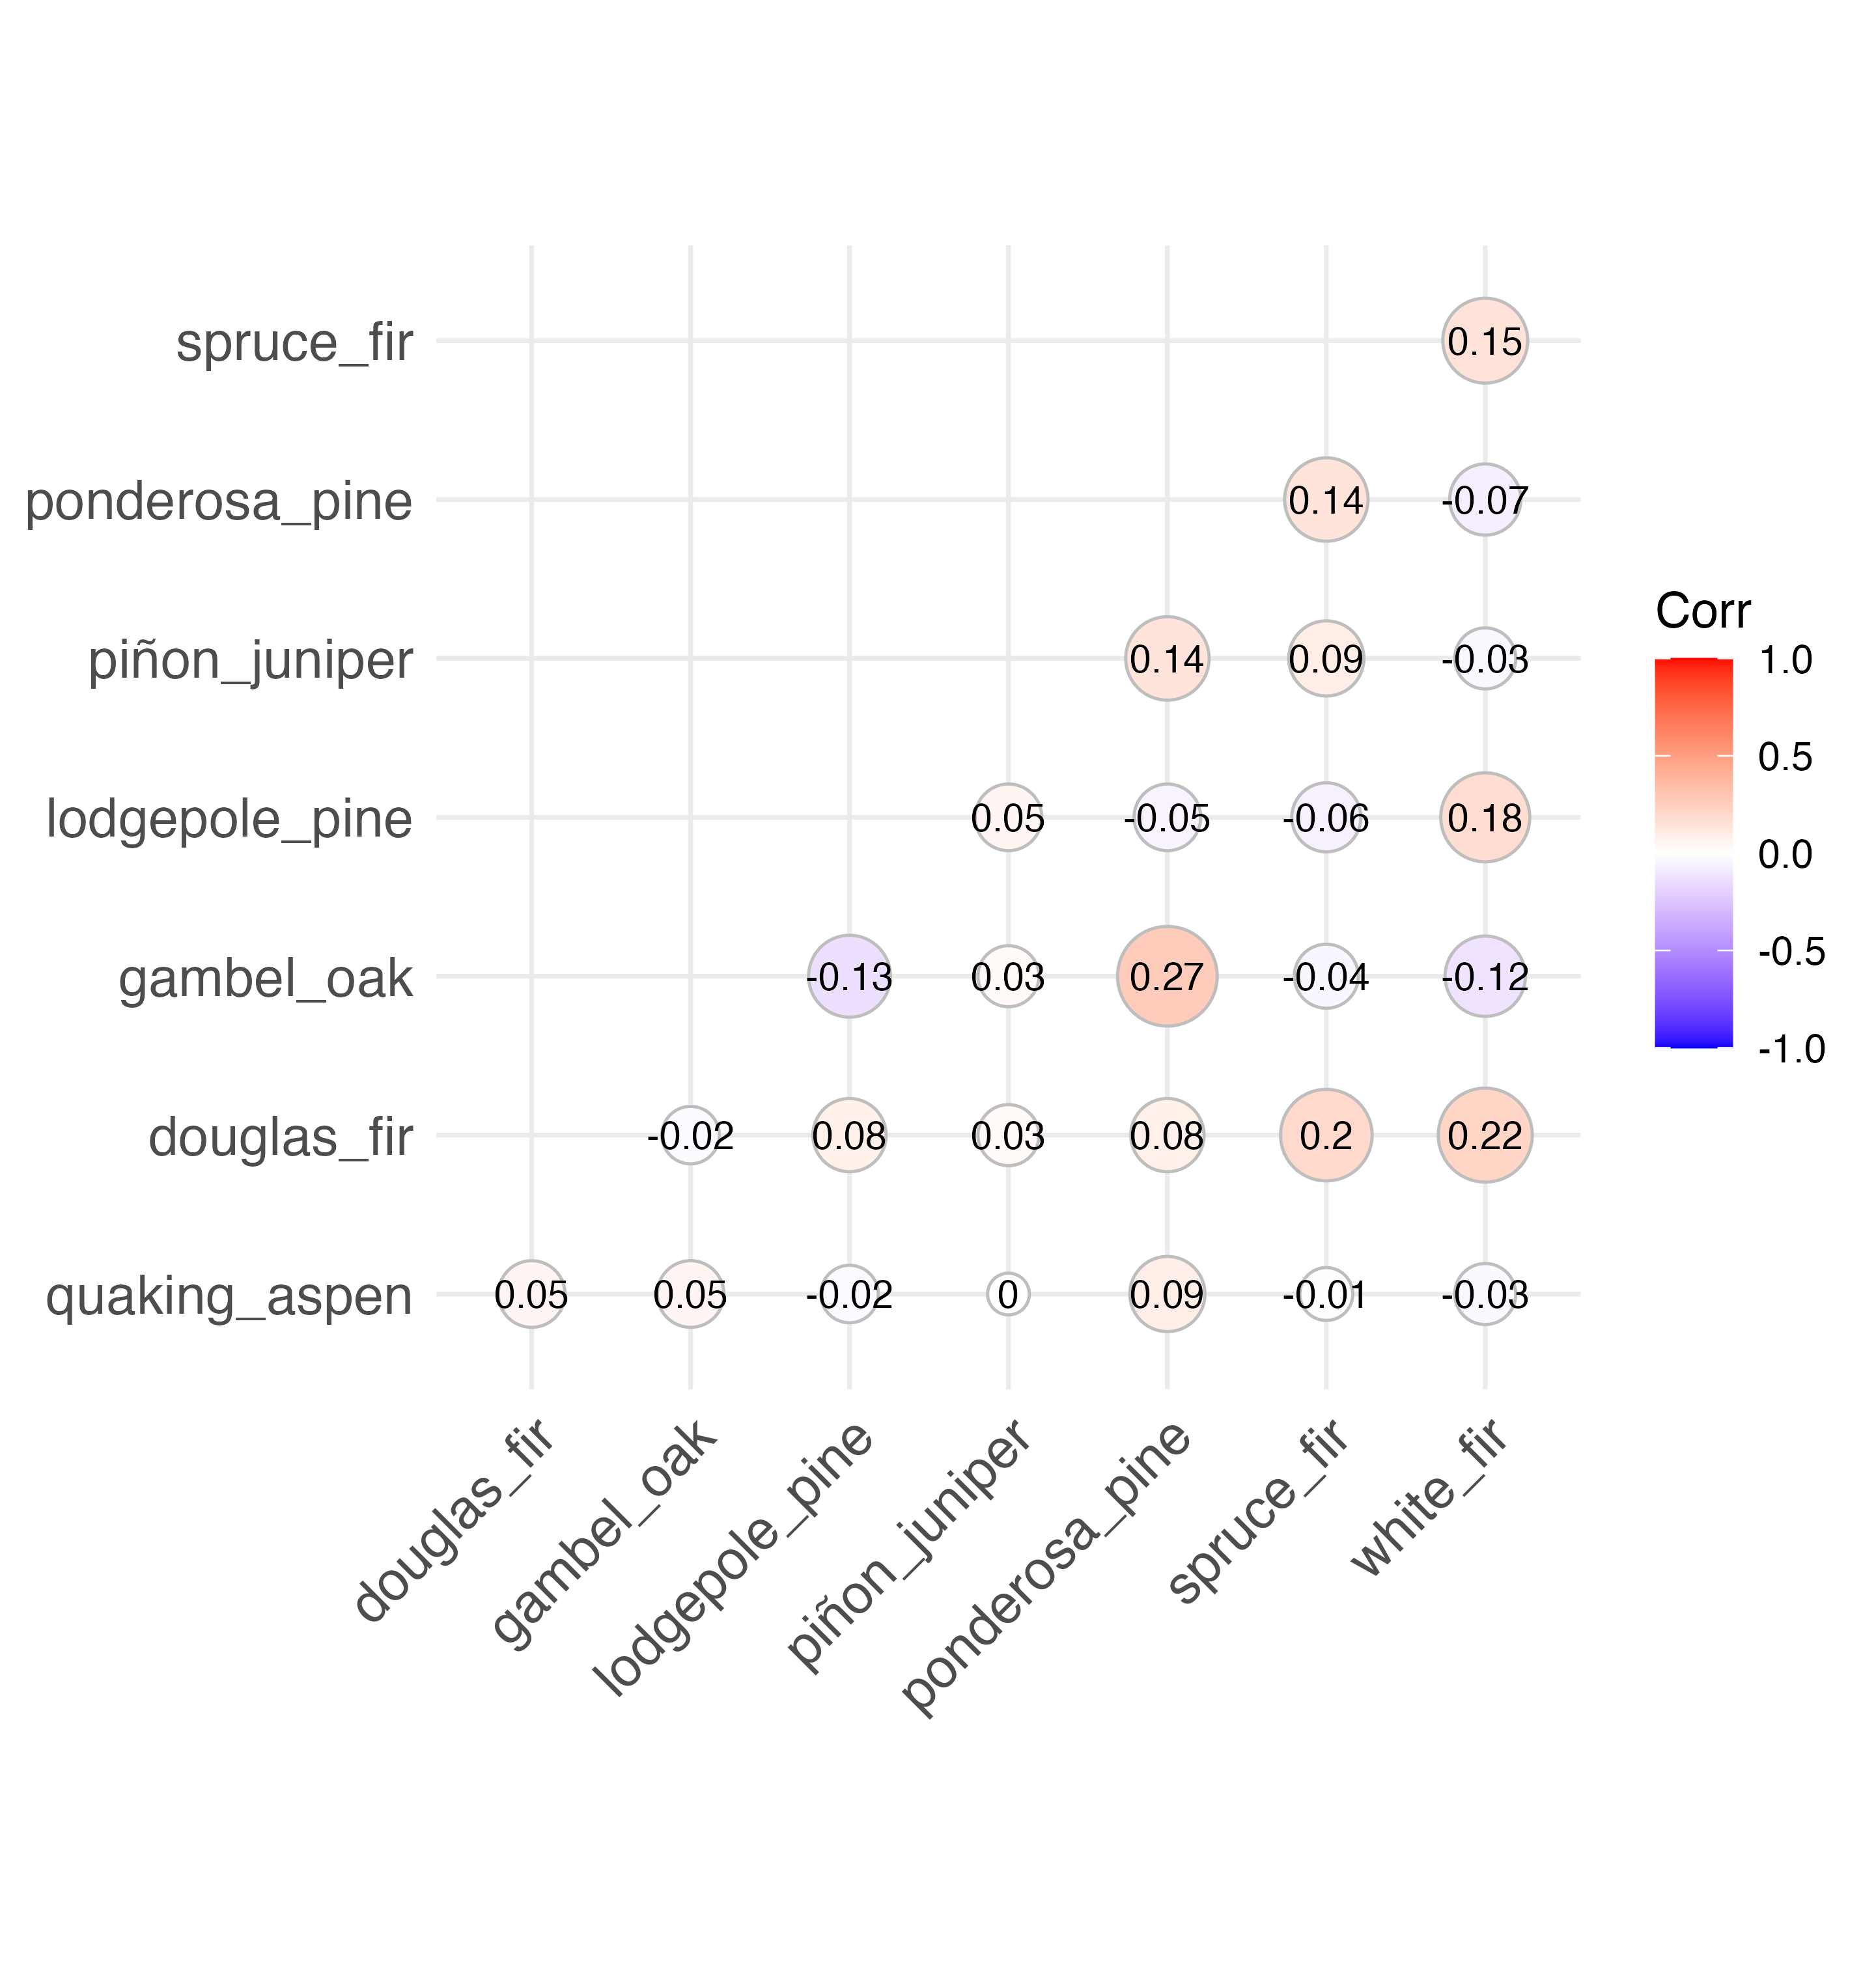 spruce_fir 0.15
ponderosa_pine 0.14 -0.07
piñon_juniper 0.14 0.09 -0.03
lodgepole_pine 0.05 -0.05 -0.06 0.18
gambel_oak -0.13 0.03 0.27 -0.04 -0.12
douglas_fir -0.02 0.08 0.03 0.08 0.2 0.22
quaking_aspen 0.05 0.05 -0.02 0 0.09 -0.01 -0.03
douglas_fir
gambel_oak
lodgepole_pine
piñon_juniper
ponderosa_pine
spruce_fir
white_fir
Corr
1.0
0.5
0.0
-0.5
-1.0